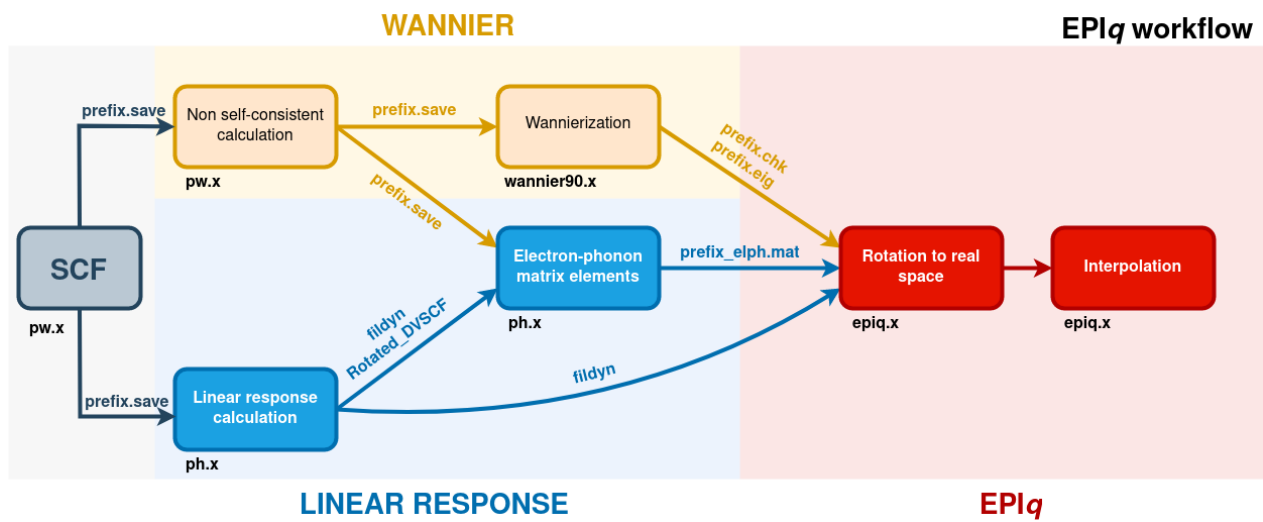 WANNIER
EPIq workflow
prefix.save
Non self-consistent
calculation
pw.x
prefix.save
Wannierization
wannier90.x
prefix.chk
prefix.eig
prefix.save
SCF
pw.x
Electron-phonon
matrix elements
ph.x
prefix_elph.mat
Rotation to real
space
epiq.x
Interpolation
epiq.x
fildyn
Rotated_DVSCF
fildyn
prefix.save
Linear response
calculation
ph.x
LINEAR RESPONSE
EPIq